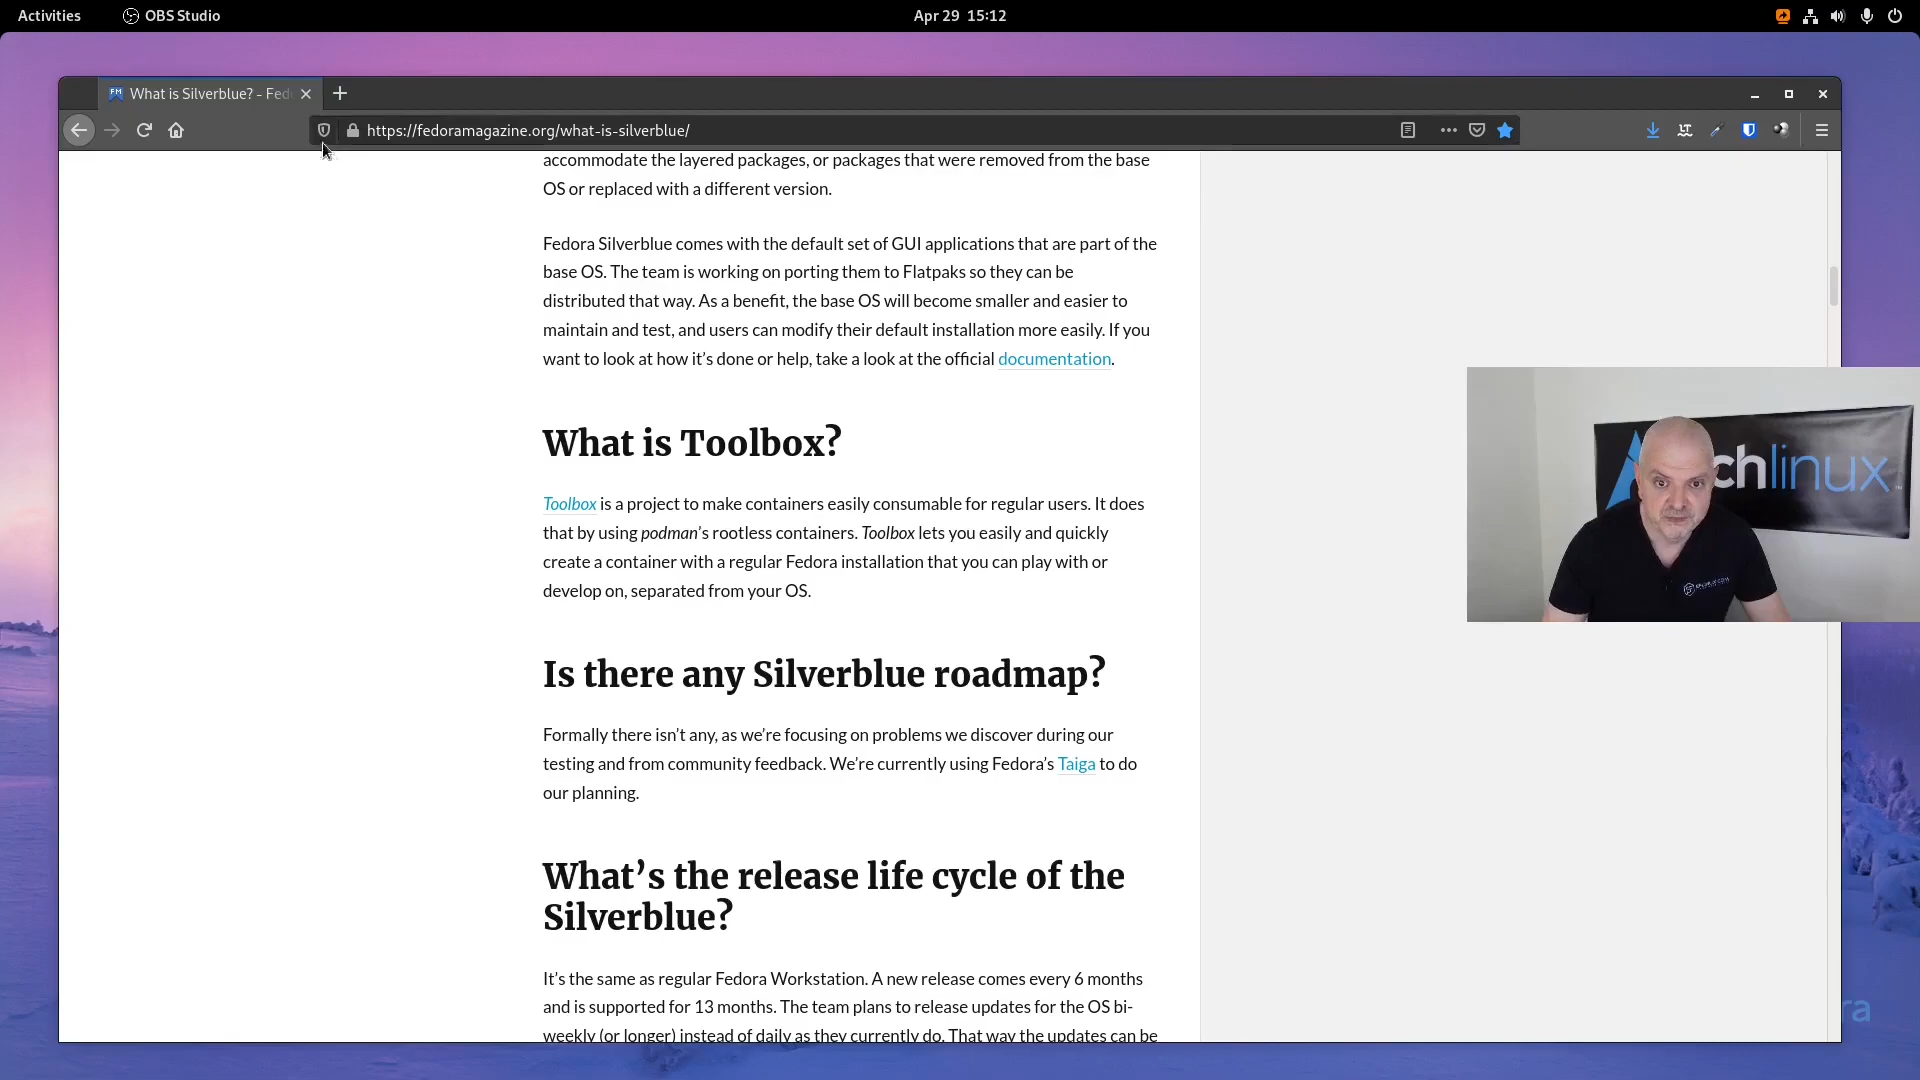 Activities
OBS Studio
Apr 29 15:12
What is Silverblue? - Fed
https://fedoramagazine.org/what-is-silverblue/
accommodate the layered packages, or packages that were removed from the base
OS or replaced with a different version.
Fedora Silverblue comes with the default set of GUI applications that are part of the
base OS. The team is working on porting them to Flatpaks so they can be
distributed that way. As a benefit, the base OS will become smaller and easier to
maintain and test, and users can modify their default installation more easily. If you
want to look at how it’s done or help, take a look at the official documentation.
What is Toolbox?
Toolbox is a project to make containers easily consumable for regular users. It does
that by using podman’s rootless containers. Toolbox lets you easily and quickly
create a container with a regular Fedora installation that you can play with or
develop on, separated from your OS.
chlinux
Is there any Silverblue roadmap?
Formally there isn’t any, as we’re focusing on problems we discover during our
testing and from community feedback. We’re currently using Fedora’s Taiga to do
our planning.
What’s the release life cycle of the
Silverblue?
It’s the same as regular Fedora Workstation. A new release comes every 6 months
and is supported for 13 months. The team plans to release updates for the OS bi-
weekly (or longer) instead of daily as they currently do. That way the updates can be
ra